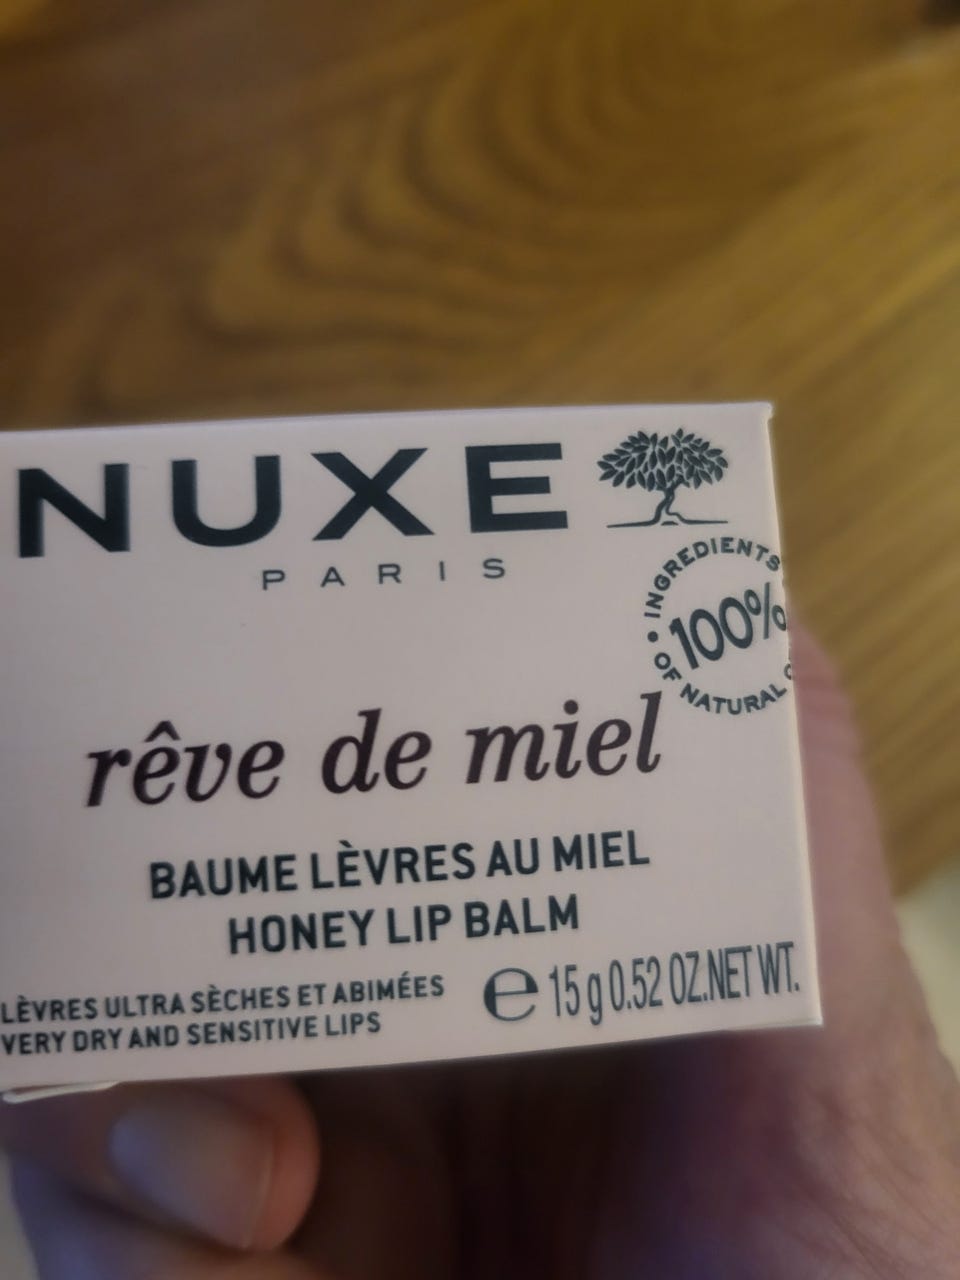 NUXE
PARIS
INGREDIENTS
100%
OF NATURAL
rêve de miel
BAUME LÈVRES AU MIEL
HONEY LIP BALM
LÈVRES ULTRA SÈCHES ET ABIMÉES
VERY DRY AND SENSITIVE LIPS
e 15 g 0.52 OZ.NET WT.